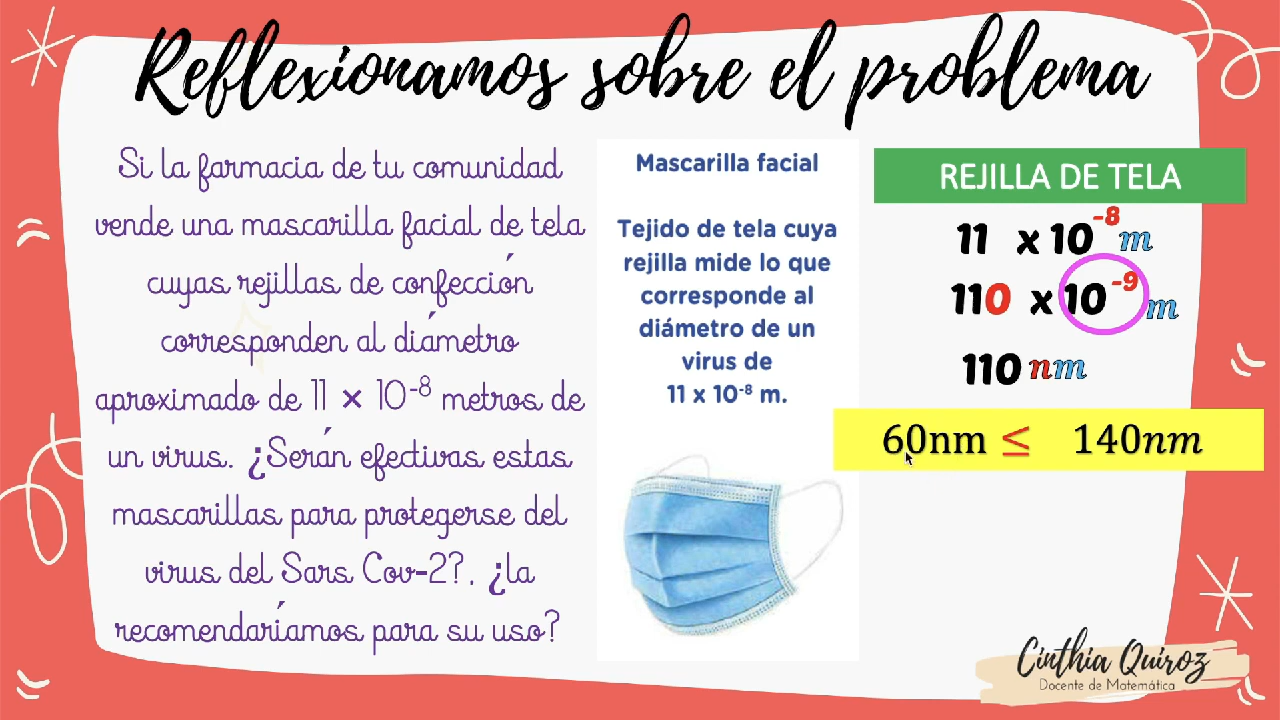 Reflexionamos sobre el problema
Si la farmacia de tu comunidad
vende una mascarilla facial de tela
cuyas rejillas de confección
corresponden al diámetro
aproximado de 11 × 10⁻⁸ metros de
un virus. ¿Serán efectivas estas
mascarillas para protegerse del
virus del Sars Cov-2?, ¿la
recomendaríamos para su uso?
Mascarilla facial
Tejido de tela cuya
rejilla mide lo que
corresponde al
diámetro de un
virus de
11 x 10⁻⁸ m.
REJILLA DE TELA
11 x 10⁻⁸ m
110 x 10⁻⁹ m
110 nm
60nm ≤ 140nm
Cinthia Quiroz
Docente de Matemática